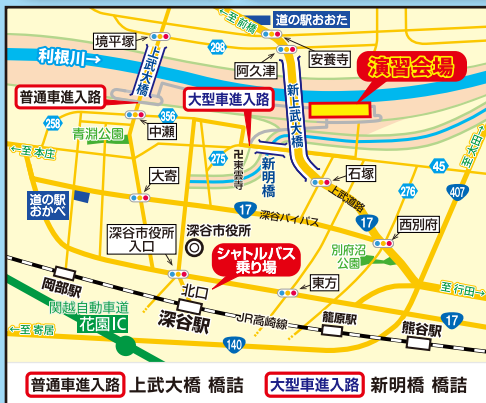 至前橋
道の駅おおた
境平塚
298
安養寺
利根川
上武大橋
阿久津
演習会場
普通車進入路
大型車進入路
新上武大橋
258
356
中瀬
青淵公園
275
卍東雲寺
新明橋
至太田
至本庄
45
大寄
石塚
276
407
上武道路
道の駅
おかべ
17
深谷バイパス
17
西別府
深谷市役所
入口
深谷市役所
別府沼
公園
シャトルバス
乗り場
東方
至行田
岡部駅
北口
関越自動車道
花園IC
深谷駅
JR高崎線
籠原駅
熊谷駅
17
至寄居
140
普通車進入路 上武大橋 橋詰
大型車進入路 新明橋 橋詰